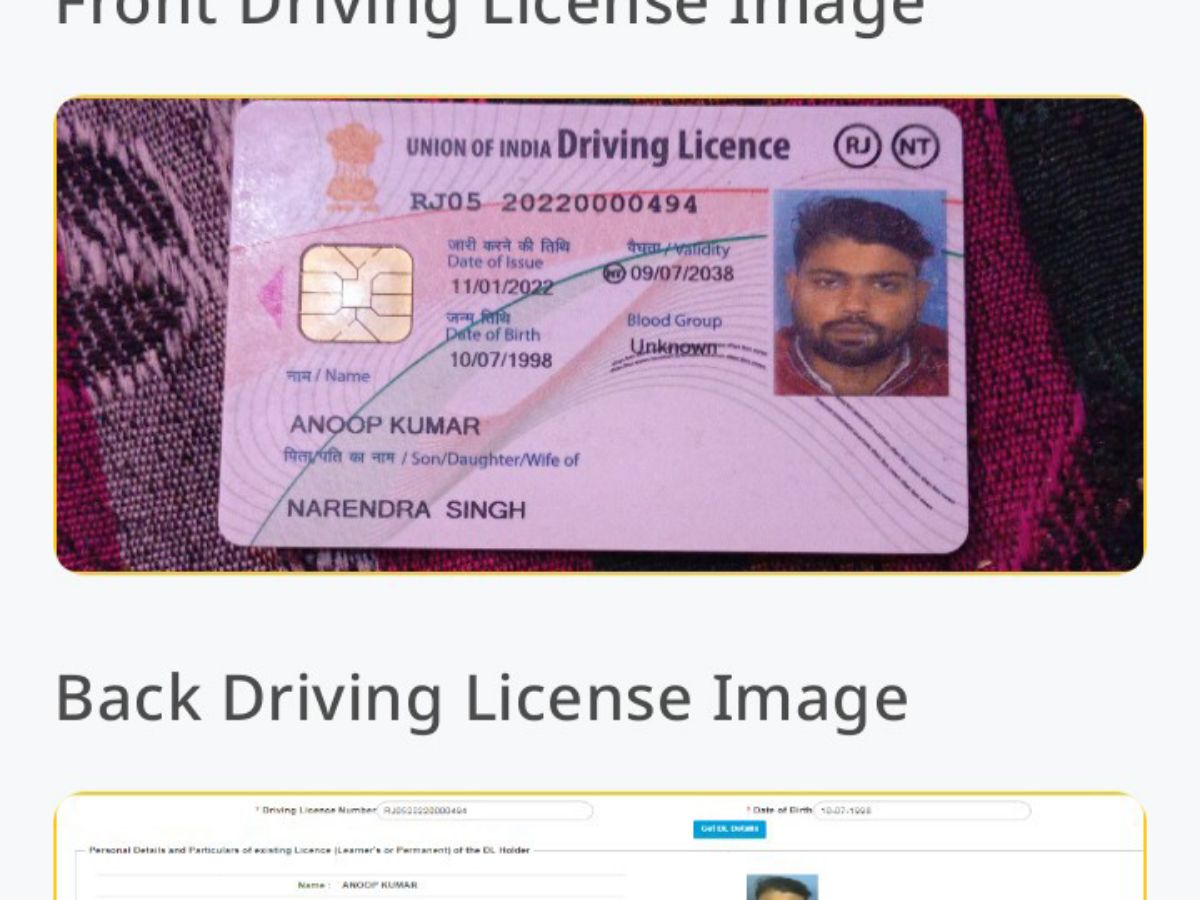 Front Driving License Image
UNION OF INDIA Driving Licence RJ NT
RJ05 20220000494
जारी करने की तिथि
Date of Issue
11/01/2022
वैधता / Validity
NT 09/07/2038
जन्म तिथि
Date of Birth
10/07/1998
Blood Group
Unknown
नाम / Name
ANOOP KUMAR
पिता/पति का नाम / Son/Daughter/Wife of
NARENDRA SINGH
Back Driving License Image
* Driving Licence Number RJ0520220000494 * Date of Birth 10-07-1998
Get DL Details
Personal Details and Particulars of existing Licence (Learner's or Permanent) of the DL Holder
Name : ANOOP KUMAR